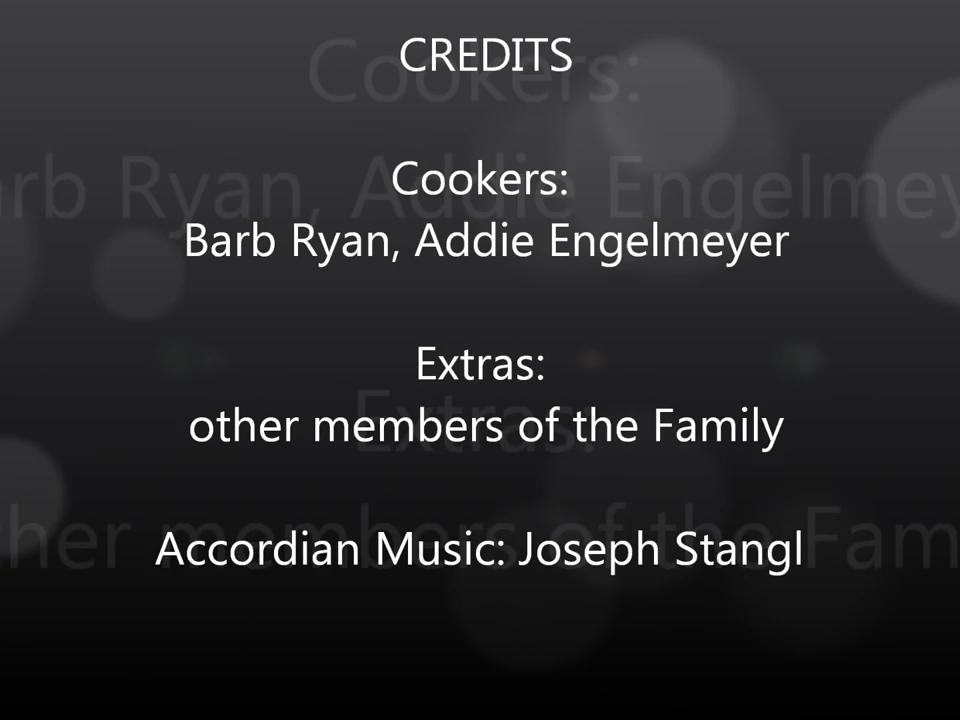 CREDITS
Cookers:
Barb Ryan, Addie Engelmeyer
Extras:
other members of the Family
Accordian Music: Joseph Stangl